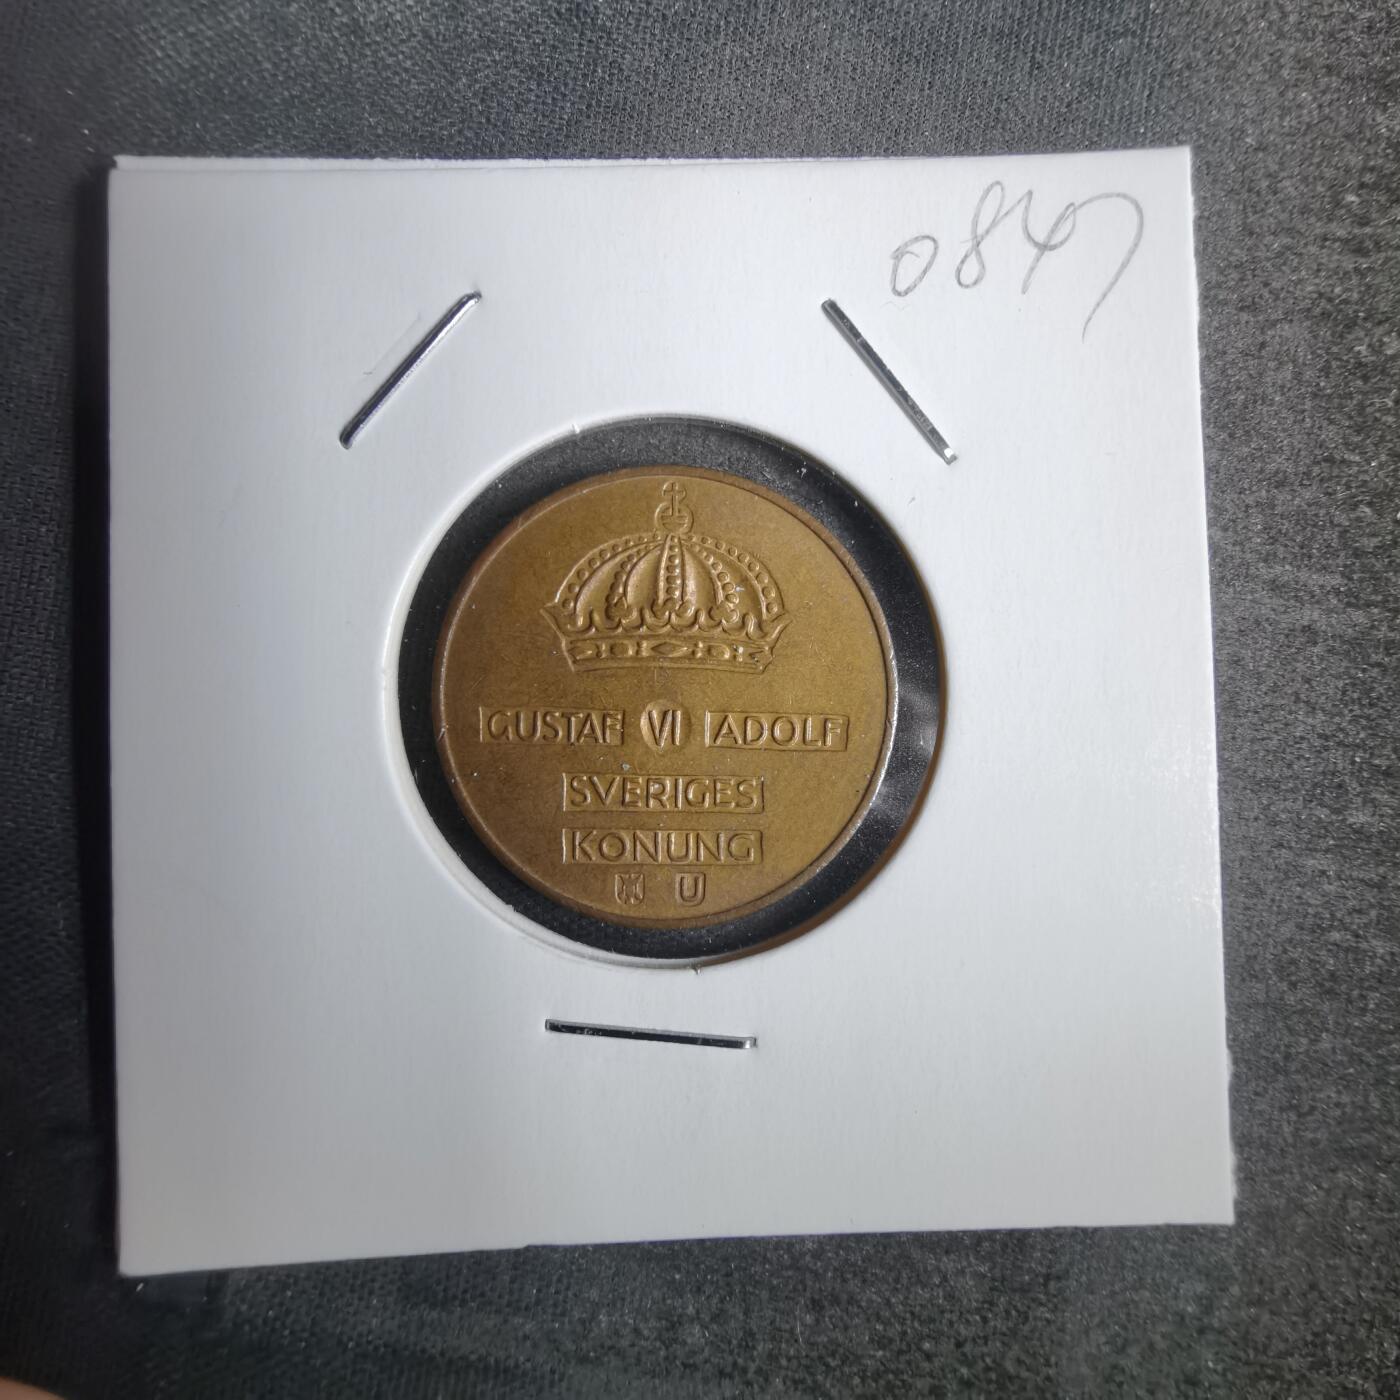 0847
GUSTAF VI ADOLF
SVERIGES
KONUNG
U